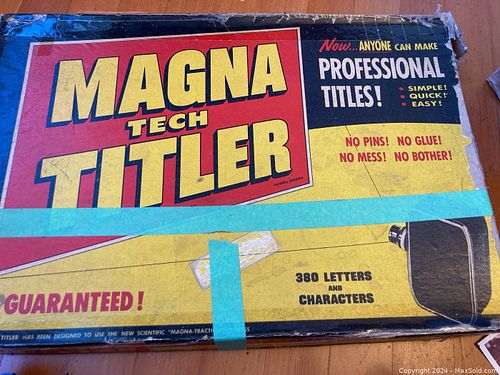 MAGNA
TECH
TITLER
Now... ANYONE CAN MAKE
PROFESSIONAL
TITLES!
• SIMPLE!
• QUICK!
• EASY!
NO PINS! NO GLUE!
NO MESS! NO BOTHER!
380 LETTERS
AND
CHARACTERS
GUARANTEED!
TITLER HAS BEEN DESIGNED TO USE THE NEW SCIENTIFIC "MAGNA-TRACTI
Copyright 2024 - MaxSold.com